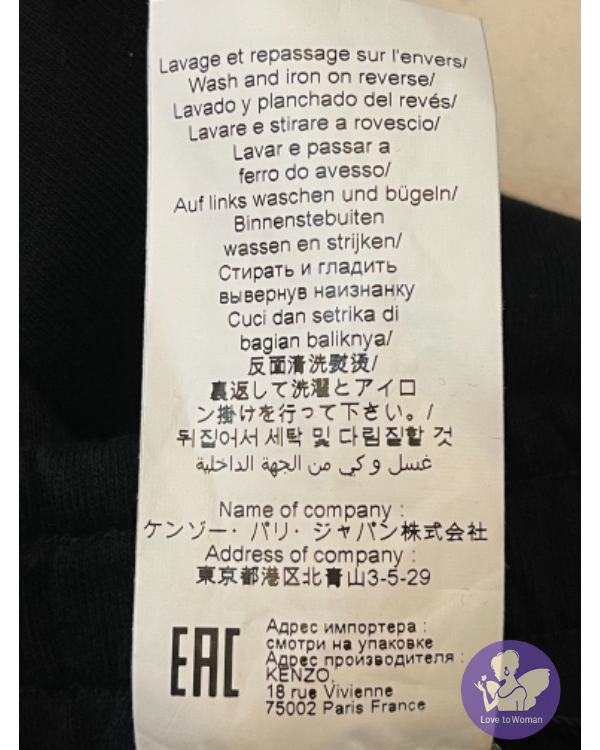 Lavage et repassage sur l'envers/
Wash and iron on reverse/
Lavado y planchado del revés/
Lavare e stirare a rovescio/
Lavar e passar a
ferro do avesso/
Auf links waschen und bügeln/
Binnenstebuiten
wassen en strijken/
Стирать и гладить
вывернув наизнанку
Cuci dan setrika di
bagian baliknya/
反面清洗熨烫/
裏返して洗濯とアイロ
ン掛けを行って下さい。/
뒤집어서 세탁 및 다림질할 것
غسل و كي من الجهة الداخلية
Name of company :
ケンゾー・パリ・ジャパン株式会社
Address of company :
東京都港区北青山3-5-29
EAC
Адрес импортера :
смотри на упаковке
Адрес производителя :
KENZO,
18 rue Vivienne
75002 Paris France
Love to Woman